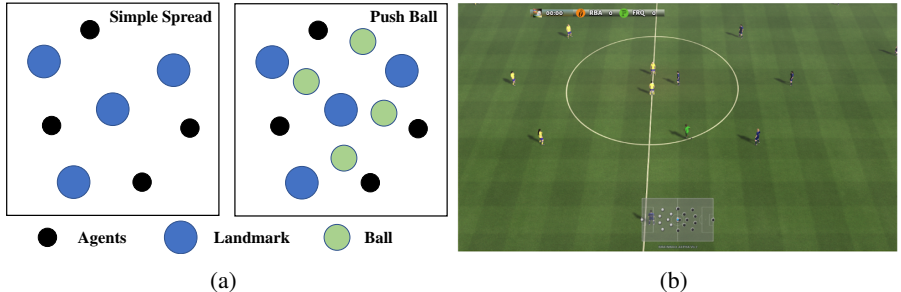 Simple Spread
Push Ball
00:00 RBA 0 FRQ 0
Agents
Landmark
Ball
(a)
(b)